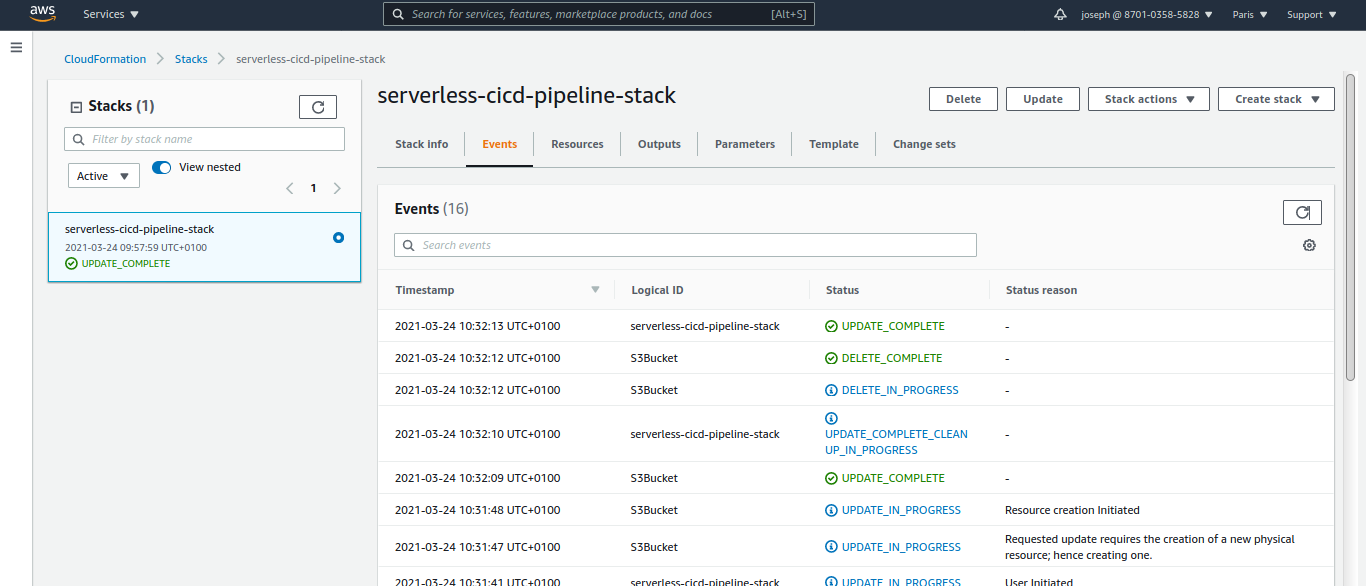 aws
Services
Search for services, features, marketplace products, and docs [Alt+S]
joseph @ 8701-0358-5828
Paris
Support
CloudFormation
Stacks
serverless-cicd-pipeline-stack
Stacks (1)
Filter by stack name
Active
View nested
1
serverless-cicd-pipeline-stack
2021-03-24 09:57:59 UTC+0100
UPDATE_COMPLETE
serverless-cicd-pipeline-stack
Delete
Update
Stack actions
Create stack
Stack info
Events
Resources
Outputs
Parameters
Template
Change sets
Events (16)
Search events
Timestamp Logical ID Status Status reason
2021-03-24 10:32:13 UTC+0100 serverless-cicd-pipeline-stack UPDATE_COMPLETE -
2021-03-24 10:32:12 UTC+0100 S3Bucket DELETE_COMPLETE -
2021-03-24 10:32:12 UTC+0100 S3Bucket DELETE_IN_PROGRESS -
2021-03-24 10:32:10 UTC+0100 serverless-cicd-pipeline-stack UPDATE_COMPLETE_CLEAN -
UP_IN_PROGRESS
2021-03-24 10:32:09 UTC+0100 S3Bucket UPDATE_COMPLETE -
2021-03-24 10:31:48 UTC+0100 S3Bucket UPDATE_IN_PROGRESS Resource creation Initiated
2021-03-24 10:31:47 UTC+0100 S3Bucket UPDATE_IN_PROGRESS Requested update requires the creation of a new physical
resource; hence creating one.
2021-03-24 10:31:41 UTC+0100 serverless-cicd-pipeline-stack UPDATE_IN_PROGRESS User Initiated